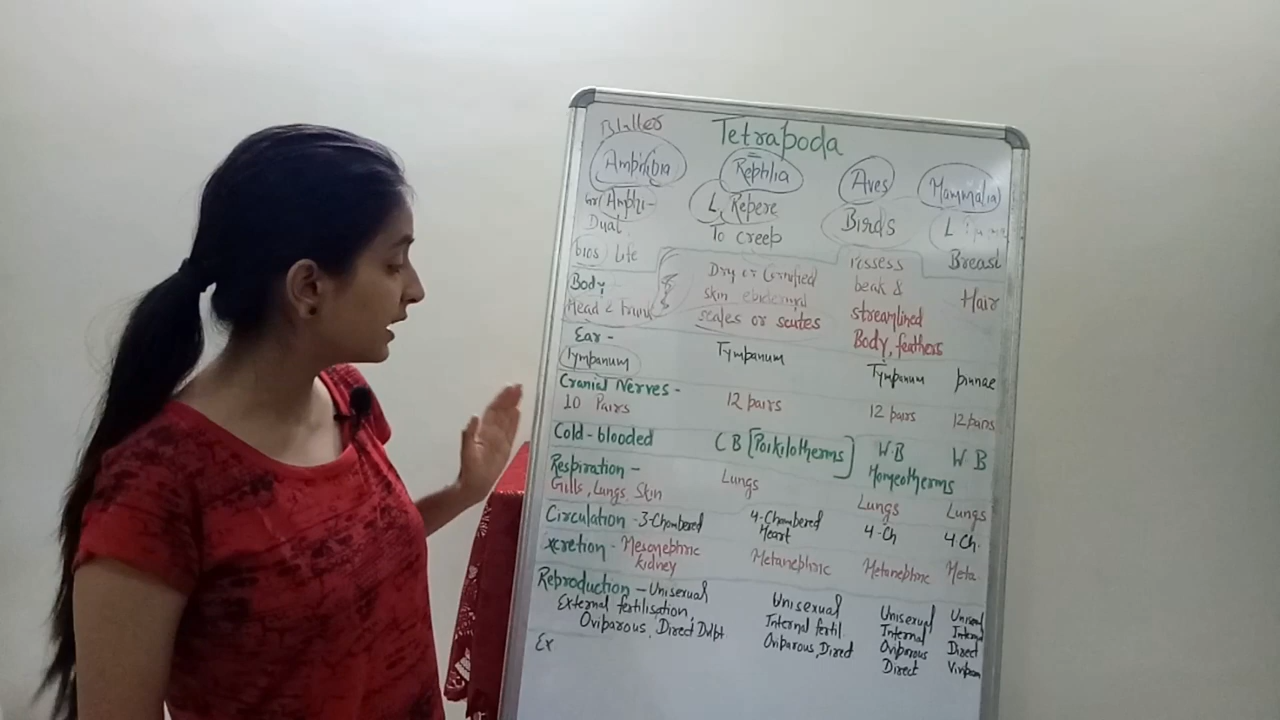 Tetrapoda
Amphibia
Reptilia
Aves
Mammalia
Gr( Amphi-
Dual
bios Life
L, Repere
To creep
Birds
L
Breast
Body
Head &
Dry or Cornified
skin epidermal
scales or scutes
Possess
beak &
streamlined
Body, feathers
Hair
Ear -
Tympanum
Tympanum
Tympanum
pinnae
Cranial Nerves -
10 Pairs
12 pairs
12 pairs
12 pairs
Cold-blooded
C B [Poikilotherms]
W.B
Homeotherms
W B
Respiration -
Gills, Lungs, Skin
Lungs
Lungs
Lungs
Circulation - 3-Chambered
4-Chambered
Heart
4-Ch
4 Ch.
xcretion - Mesonephric
kidney
Metanephric
Metanephric
Meta
Reproduction - Unisexual
External fertilisation,
Oviparous, Direct Dvlpt
Unisexual
Internal fertil
Oviparous, Direct
Unisexual
Internal
Oviparous
Direct
Direct
Ex